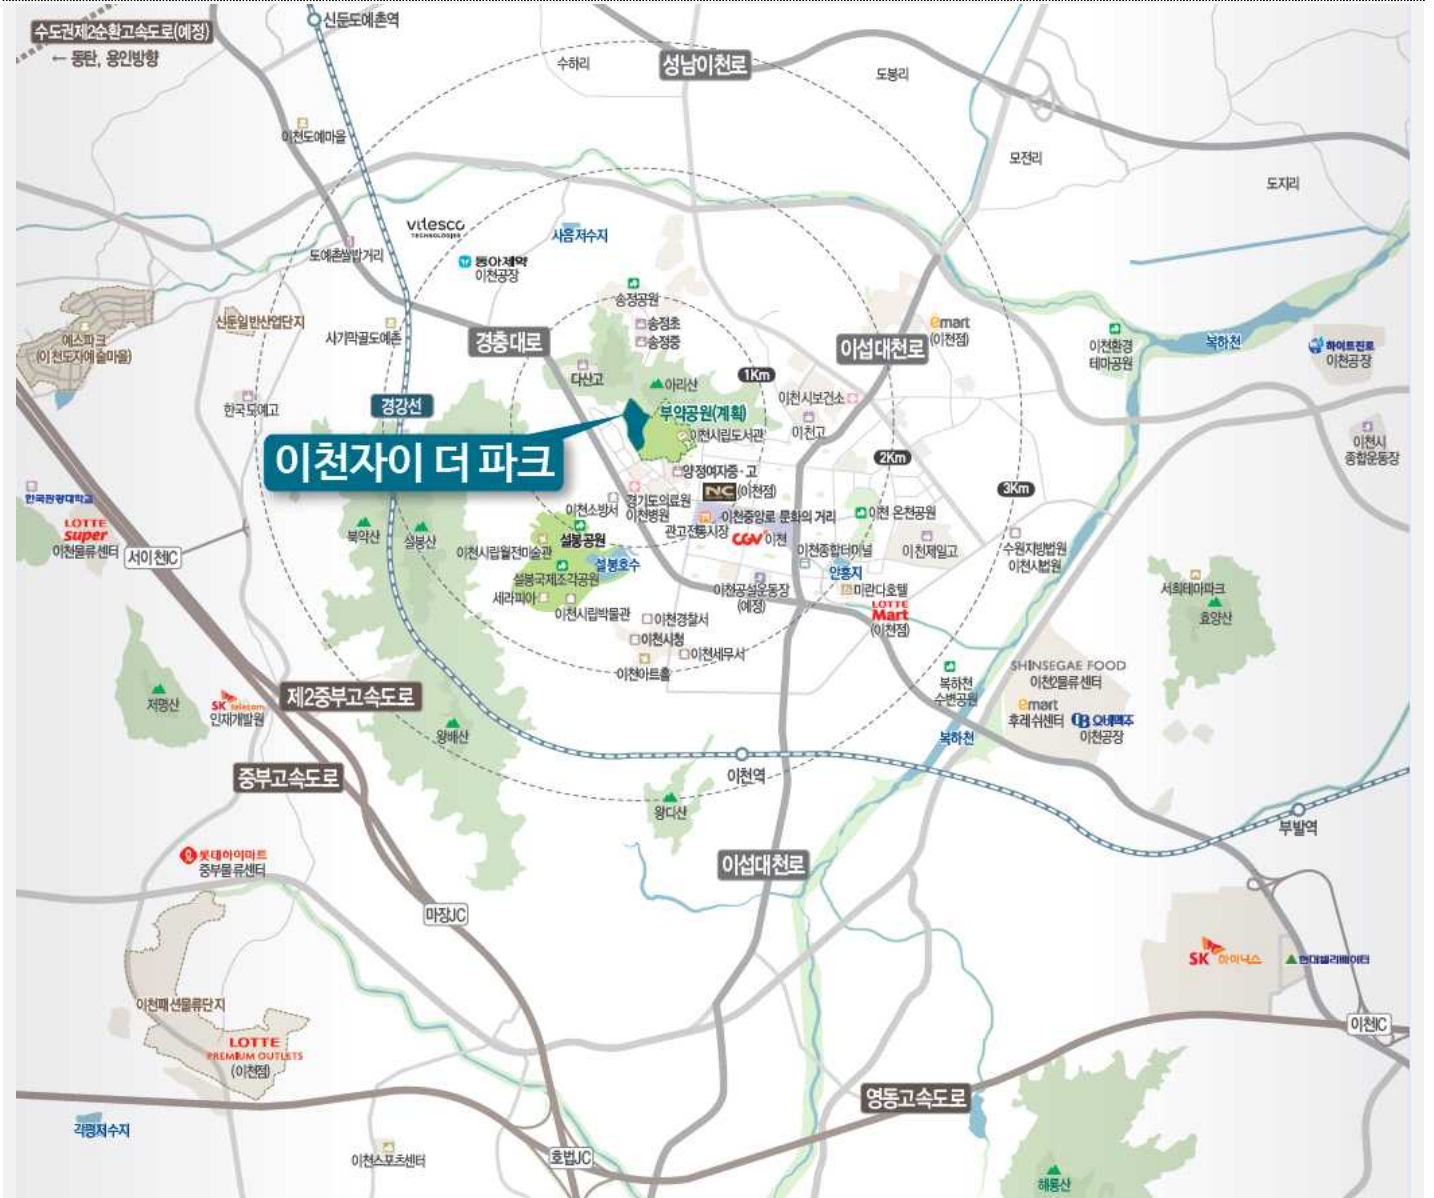 수도권제2순환고속도로(예정)
← 동탄, 용인방향
신둔도예촌역
수하리
성남이천로
도봉리
이천도예마을
모전리
도지리
도예촌쌀밥거리
vitesco
TECHNOLOGIES
사음저수지
동아제약
이천공장
송정공원
송정초
송정중
예스파크
(이천도자예술마을)
신둔일반산업단지
사기막골도예촌
경충대로
이섭대천로
emart
(이천점)
이천환경
테마공원
복하천
하이트진로
이천공장
다산고
아리산
1Km
한국도예고
경강선
부악공원(계획)
이천시립도서관
이천시보건소
이천고
이천시
종합운동장
이천자이 더 파크
2Km
3Km
한국관광대학교
LOTTE
super
이천물류센터
서이천IC
양정여자중·고
NC (이천점)
경기도의료원
이천병원
이천소방서
이천중앙로 문화의 거리
관고전통시장
CGV 이천
이천 온천공원
북악산
설봉산
설봉공원
이천시립월전미술관
설봉호수
설봉국제조각공원
세라피아
이천시립박물관
이천종합터미널
안흥지
이천제일고
수원지방법원
이천시법원
이천공설운동장
(예정)
미란다호텔
LOTTE
Mart
(이천점)
서희테마파크
효양산
이천경찰서
이천시청
이천세무서
이천아트홀
저명산
SK telecom
인재개발원
제2중부고속도로
왕배산
복하천
수변공원
SHINSEGAE FOOD
이천2물류센터
emart
후레쉬센터
OB 오비맥주
이천공장
복하천
중부고속도로
이천역
왕디산
부발역
롯데하이마트
중부물류센터
이섭대천로
마장JC
SK 하이닉스
현대엘리베이터
이천패션물류단지
LOTTE
PREMIUM OUTLETS
(이천점)
이천IC
영동고속도로
각평저수지
이천스포츠센터
호법JC
해룡산